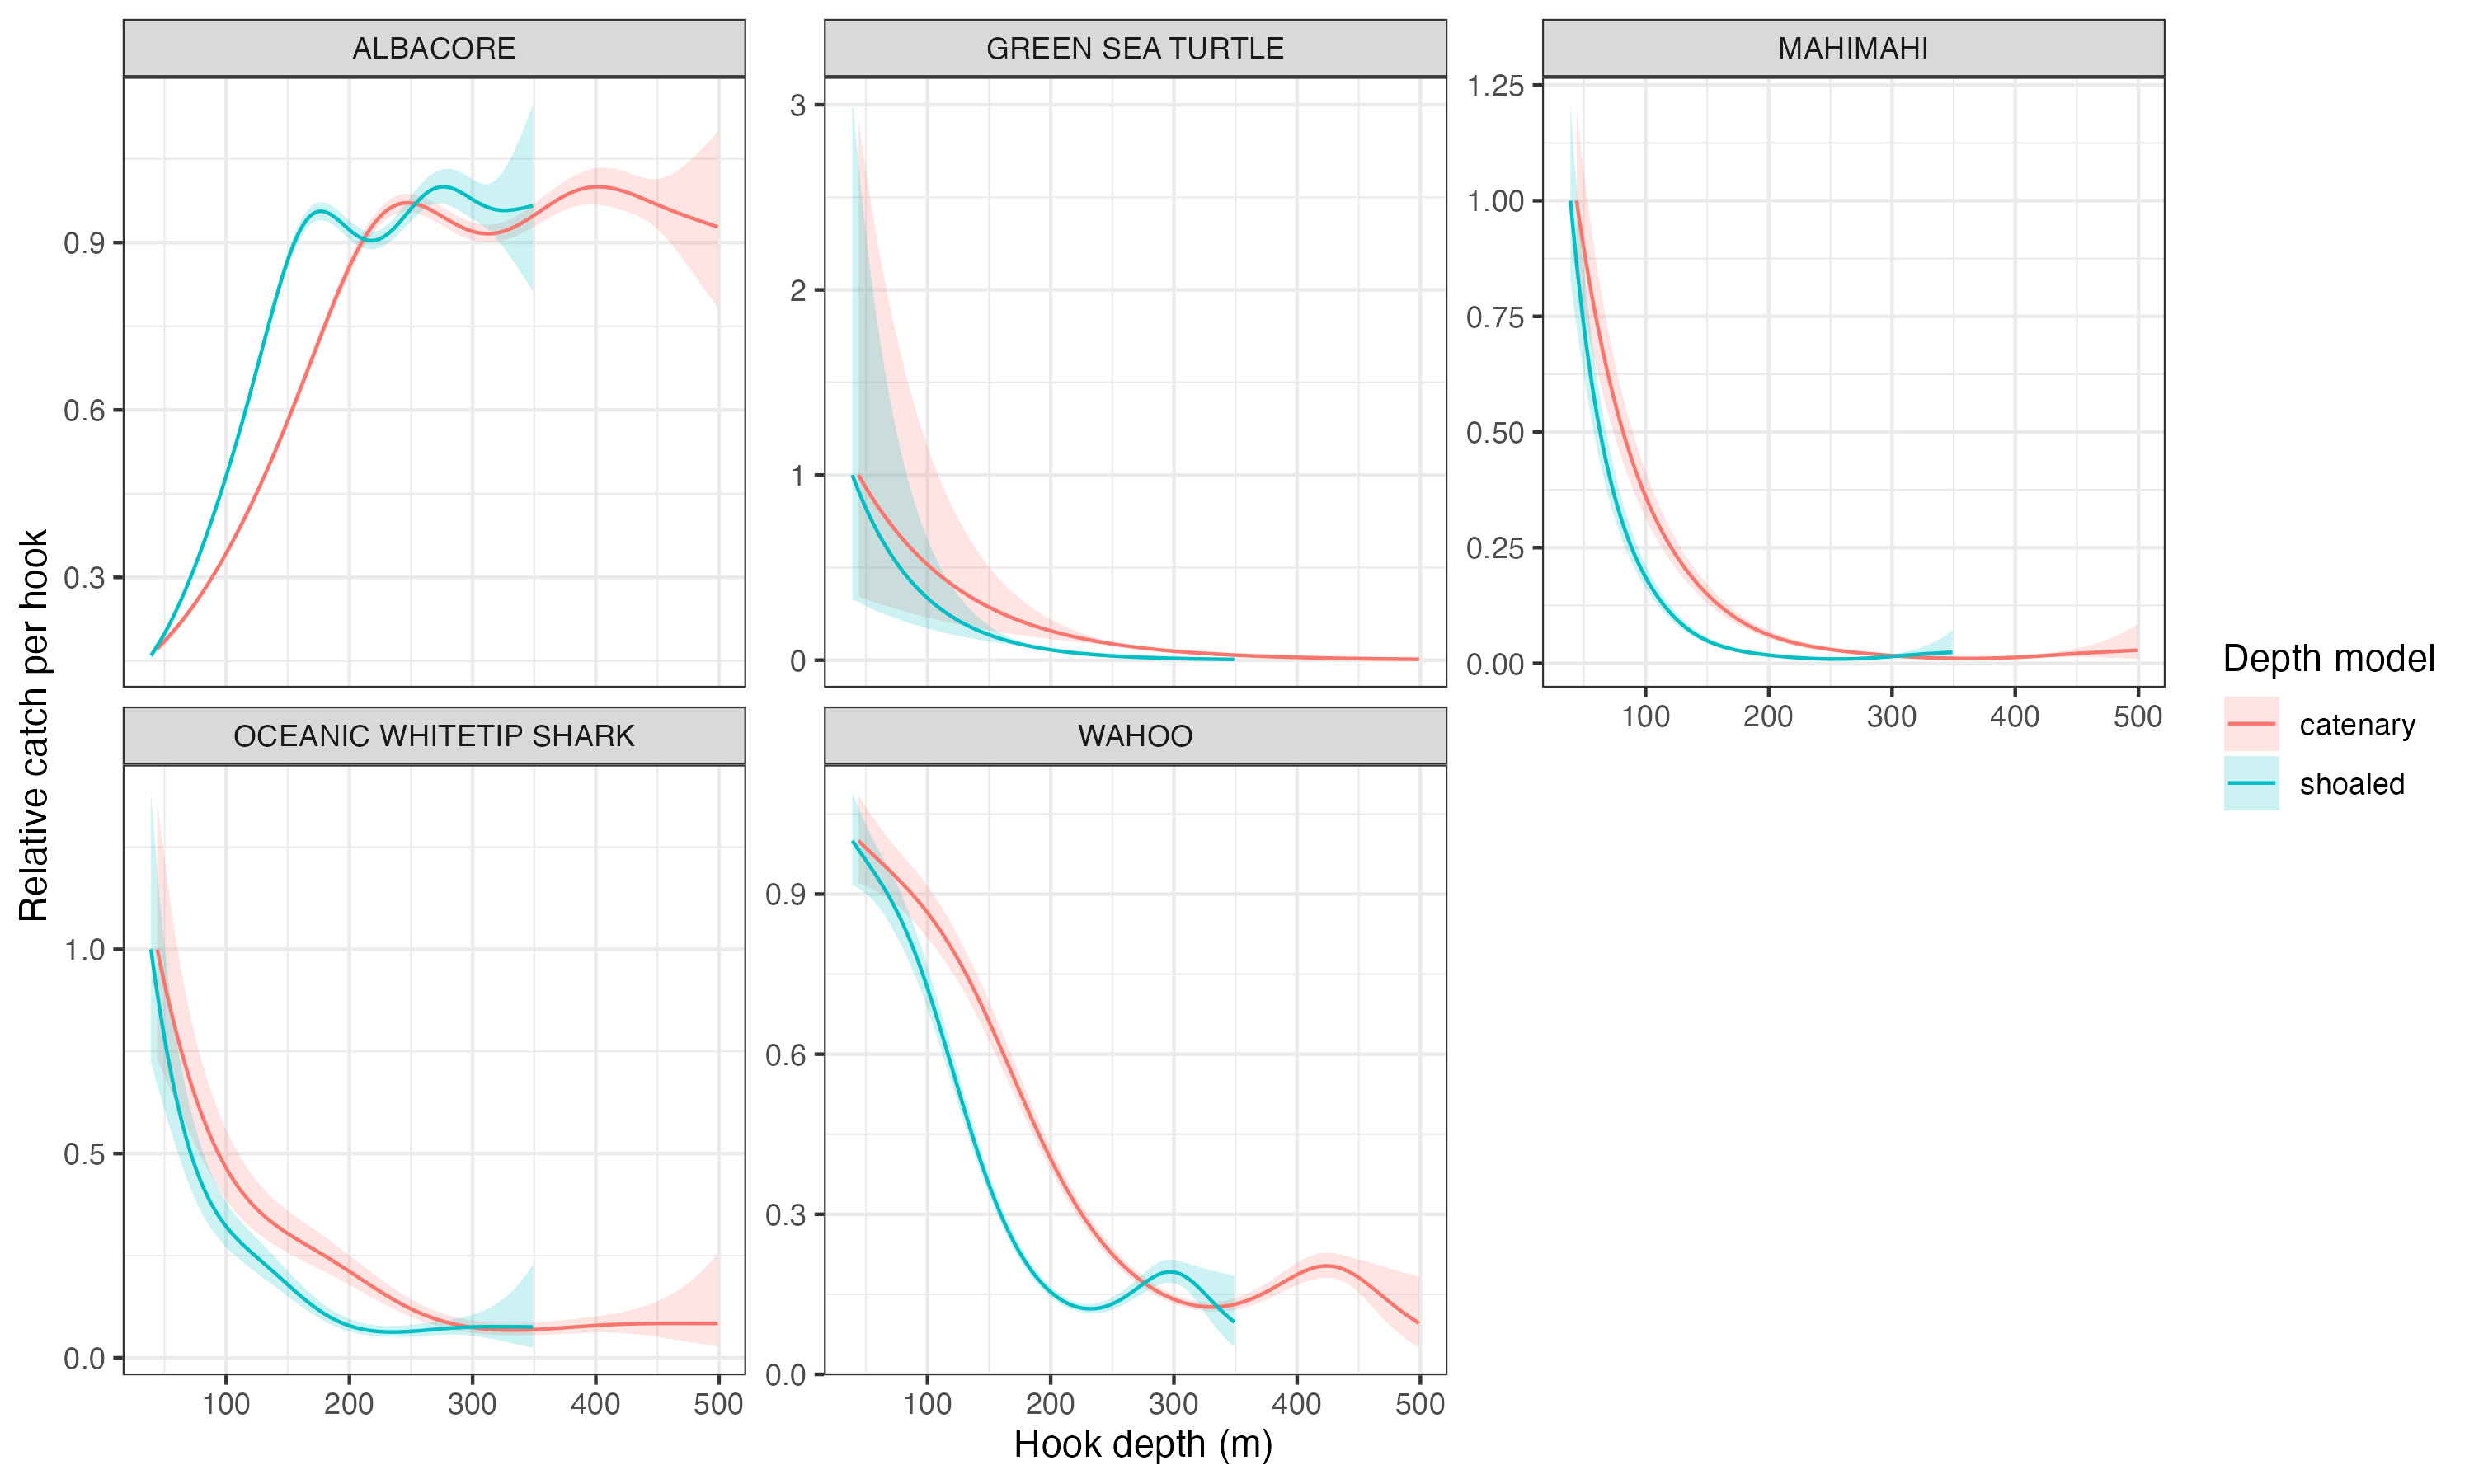 ALBACORE
GREEN SEA TURTLE
MAHIMAHI
0.9
0.6
0.3
3
2
1
0
1.25
1.00
0.75
0.50
0.25
0.00
100 200 300 400 500
Relative catch per hook
OCEANIC WHITETIP SHARK
WAHOO
1.0
0.5
0.0
0.9
0.6
0.3
0.0
100 200 300 400 500
100 200 300 400 500
Hook depth (m)
Depth model
catenary
shoaled